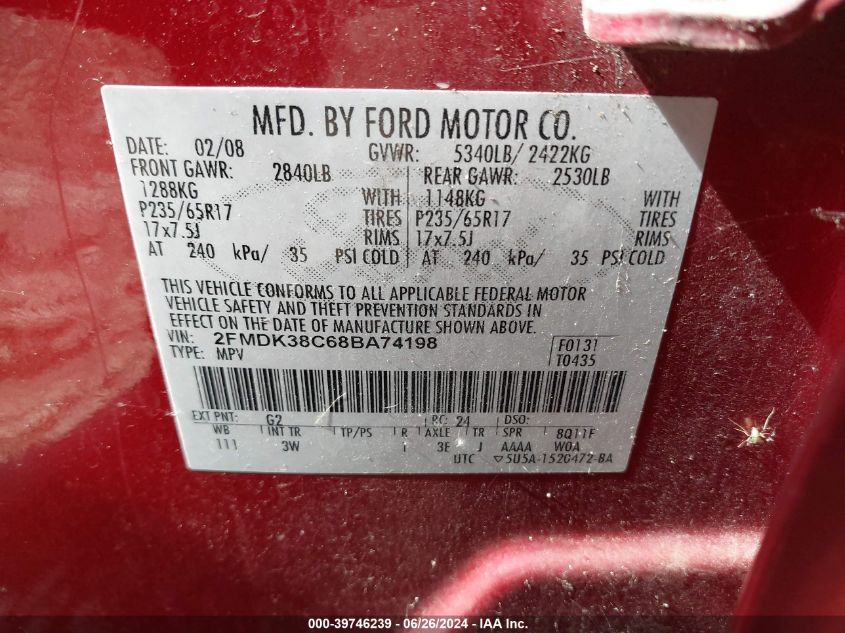 MFD. BY FORD MOTOR CO.
DATE: 02/08 GVWR: 5340LB/ 2422KG
FRONT GAWR: 2840LB REAR GAWR: 2530LB
1288KG WITH 1148KG WITH
P235/65R17 TIRES P235/65R17 TIRES
17x7.5J RIMS 17x7.5J RIMS
AT 240 kPa/ 35 PSI COLD AT 240 kPa/ 35 PSI COLD
THIS VEHICLE CONFORMS TO ALL APPLICABLE FEDERAL MOTOR
VEHICLE SAFETY AND THEFT PREVENTION STANDARDS IN
EFFECT ON THE DATE OF MANUFACTURE SHOWN ABOVE.
VIN: 2FMDK38C68BA74198 F0131
TYPE: MPV T0435
EXT PNT: G2 RC: 24 DSO:
WB INT TR TP/PS R AXLE TR SPR 8Q11F
111 3W 3E J AAAA W0A
UTC ▽5U5A-1520472-BA
000-39746239 - 06/26/2024 - IAA Inc.